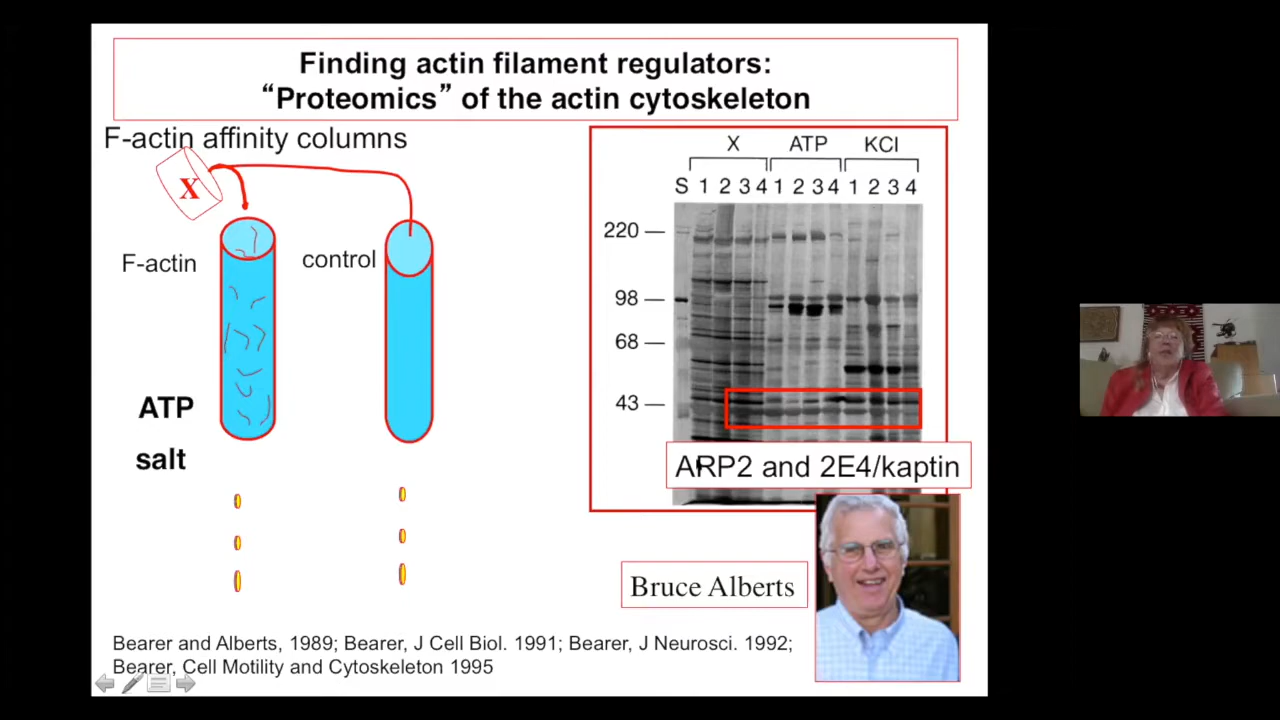 Finding actin filament regulators:
“Proteomics” of the actin cytoskeleton
F-actin affinity columns
X
F-actin
control
ATP
salt
X ATP KCl
S 1 2 3 4 1 2 3 4 1 2 3 4
220
98
68
43
ARP2 and 2E4/kaptin
Bruce Alberts
Bearer and Alberts, 1989; Bearer, J Cell Biol. 1991; Bearer, J Neurosci. 1992;
Bearer, Cell Motility and Cytoskeleton 1995